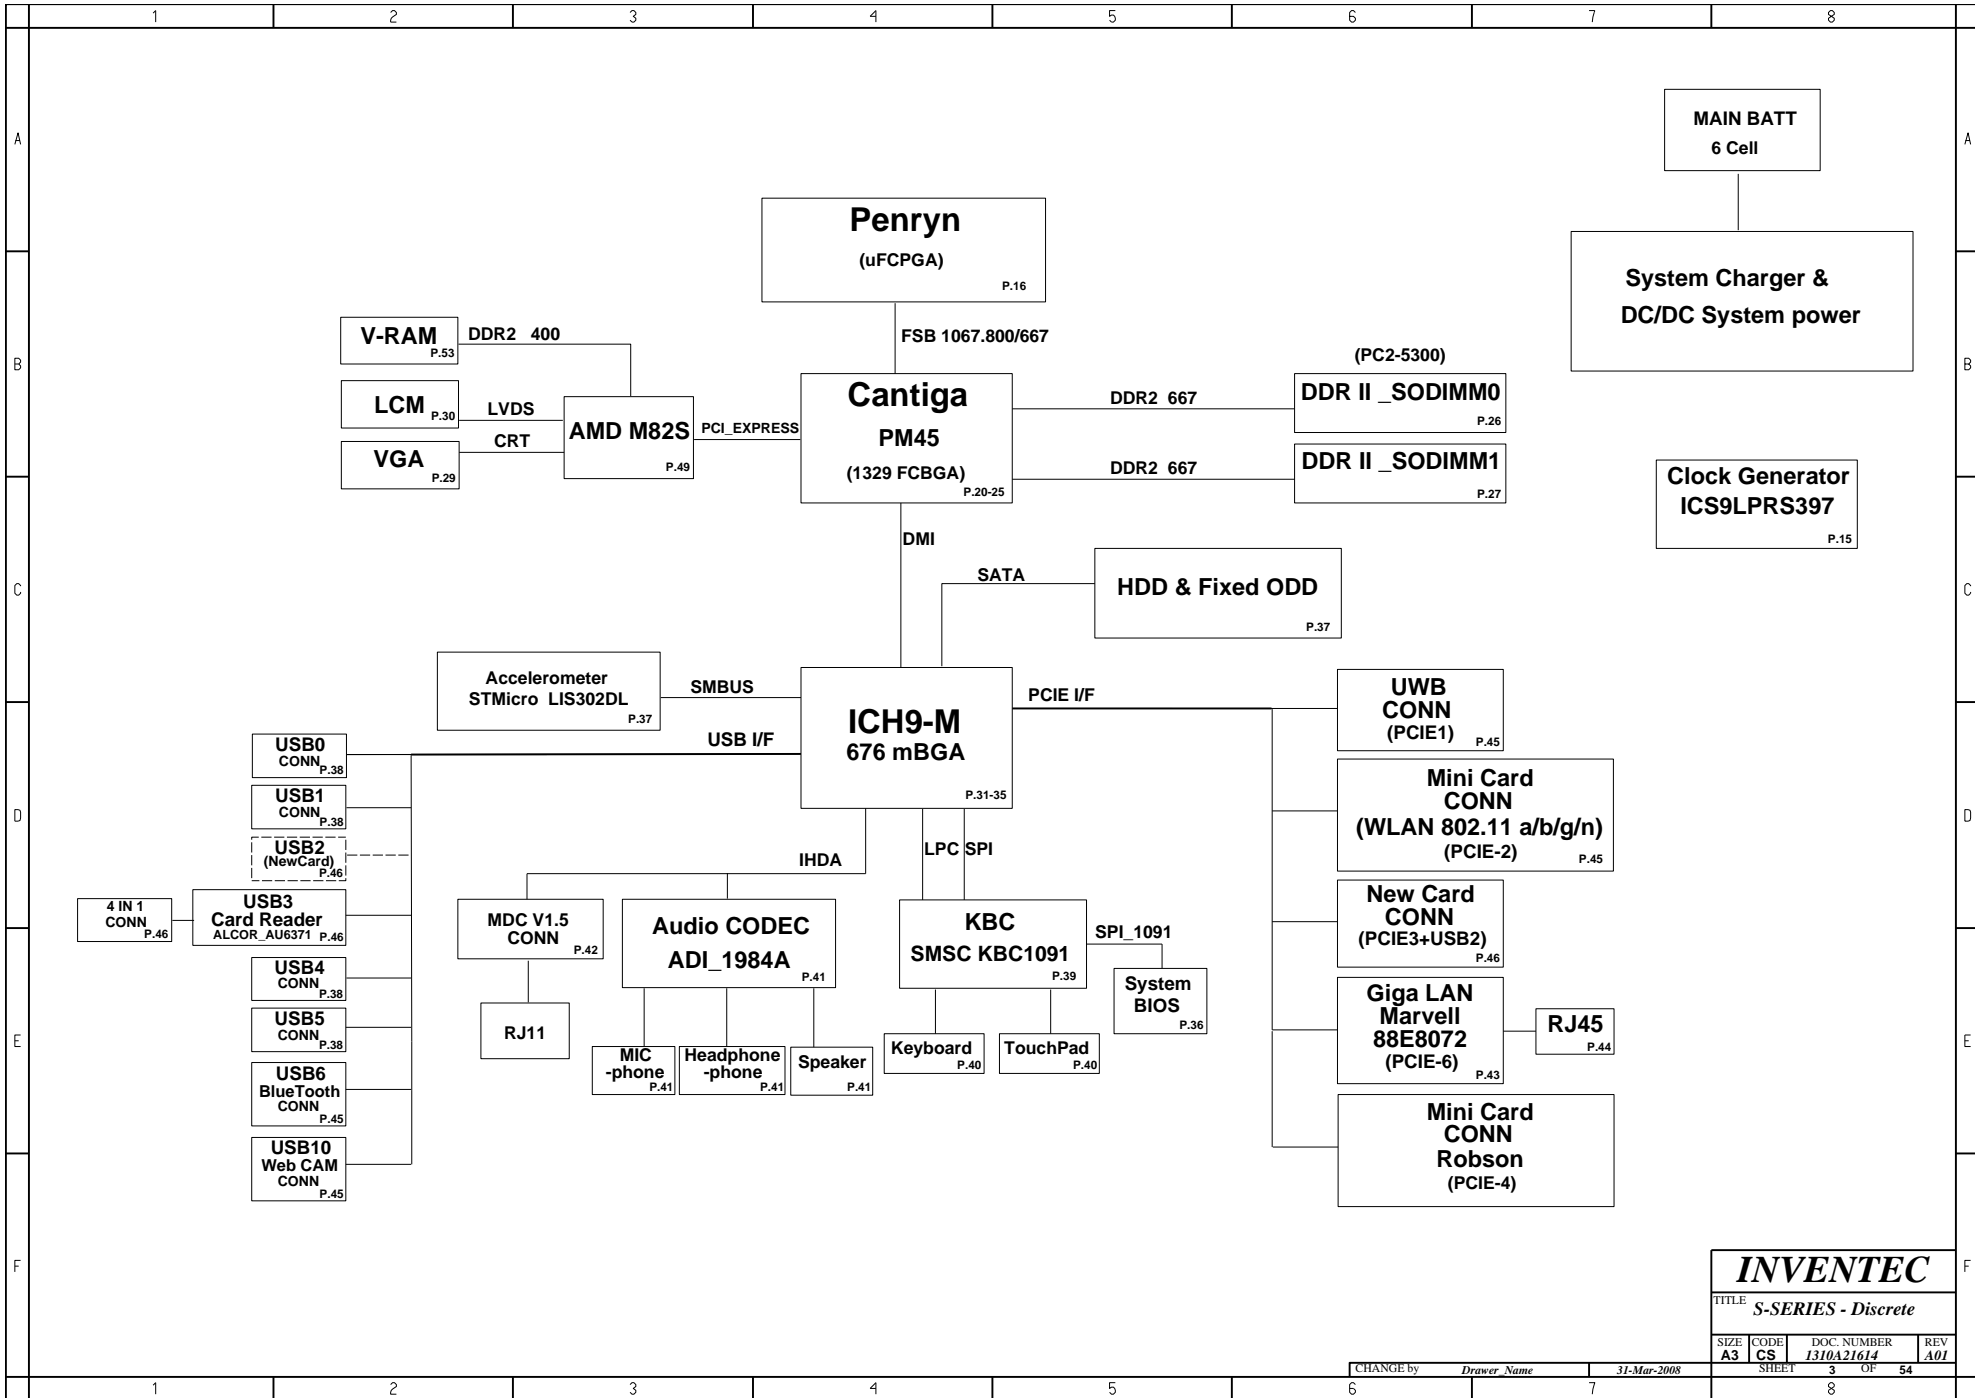 1 2 3 4 5 6 7 8
A A
MAIN BATT
6 Cell
Penryn
(uFCPGA)
P.16
System Charger &
DC/DC System power
V-RAM
P.53
DDR2 400
FSB 1067.800/667
B B
(PC2-5300)
LCM
P.30
LVDS
VGA
P.29
CRT
AMD M82S
P.49
PCI_EXPRESS
Cantiga
PM45
(1329 FCBGA)
P.20-25
DDR2 667
DDR II _SODIMM0
P.26
DDR2 667
DDR II _SODIMM1
P.27
Clock Generator
ICS9LPRS397
P.15
DMI
C C
SATA
HDD & Fixed ODD
P.37
Accelerometer
STMicro LIS302DL
P.37
SMBUS
ICH9-M
676 mBGA
P.31-35
PCIE I/F
USB I/F
UWB
CONN
(PCIE1)
P.45
USB0
CONN
P.38
USB1
CONN
P.38
D D
USB2
(NewCard)
P.46
Mini Card
CONN
(WLAN 802.11 a/b/g/n)
(PCIE-2)
P.45
IHDA
LPC SPI
4 IN 1
CONN
P.46
USB3
Card Reader
ALCOR_AU6371 P.46
MDC V1.5
CONN
P.42
Audio CODEC
ADI_1984A
P.41
KBC
SMSC KBC1091
P.39
SPI_1091
New Card
CONN
(PCIE3+USB2)
P.46
USB4
CONN
P.38
System
BIOS
P.36
USB5
CONN
P.38
RJ11
E E
Giga LAN
Marvell
88E8072
(PCIE-6)
P.43
RJ45
P.44
MIC
-phone
P.41
Headphone
-phone
P.41
Speaker
P.41
Keyboard
P.40
TouchPad
P.40
USB6
BlueTooth
CONN
P.45
Mini Card
CONN
Robson
(PCIE-4)
USB10
Web CAM
CONN
P.45
F F
INVENTEC
TITLE
S-SERIES - Discrete
SIZE CODE DOC. NUMBER REV
A3 CS 1310A21614 A01
CHANGE by Drawer_Name 31-Mar-2008 SHEET 3 OF 54
1 2 3 4 5 6 7 8